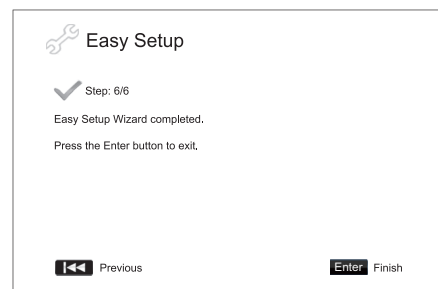 Easy Setup
Step: 6/6
Easy Setup Wizard completed.
Press the Enter button to exit.
Previous
Enter Finish